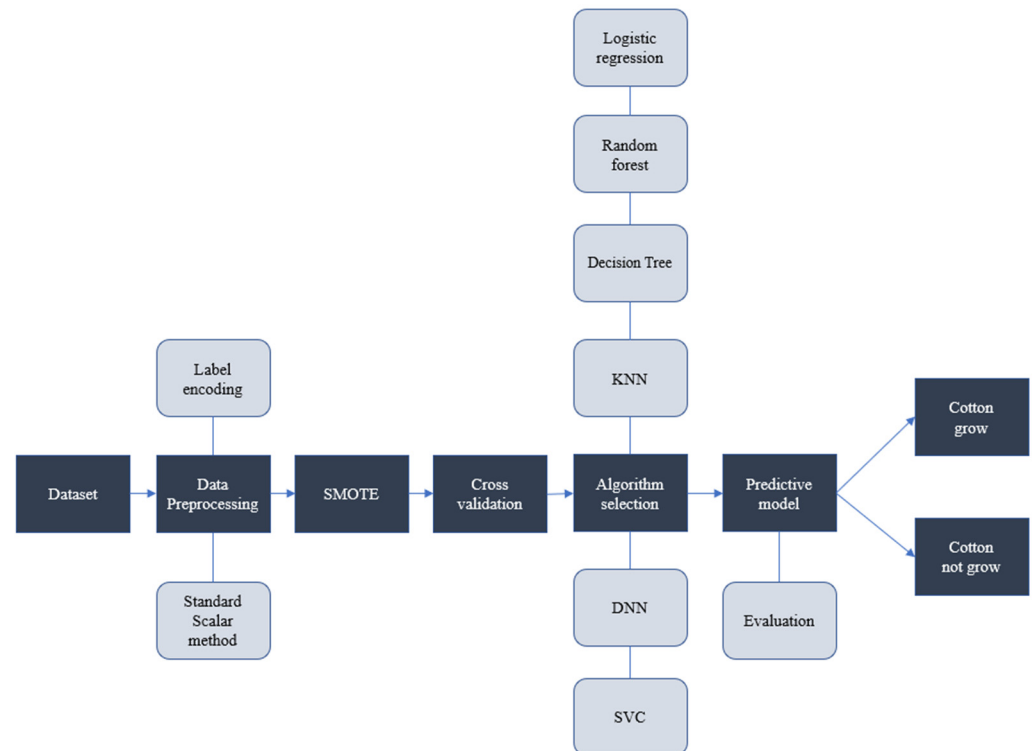 Logistic
regression
Random
forest
Decision Tree
Label
encoding
KNN
Cotton
grow
Dataset
Data
Preprocessing
SMOTE
Cross
validation
Algorithm
selection
Predictive
model
Cotton
not grow
Standard
Scalar
method
DNN
Evaluation
SVC